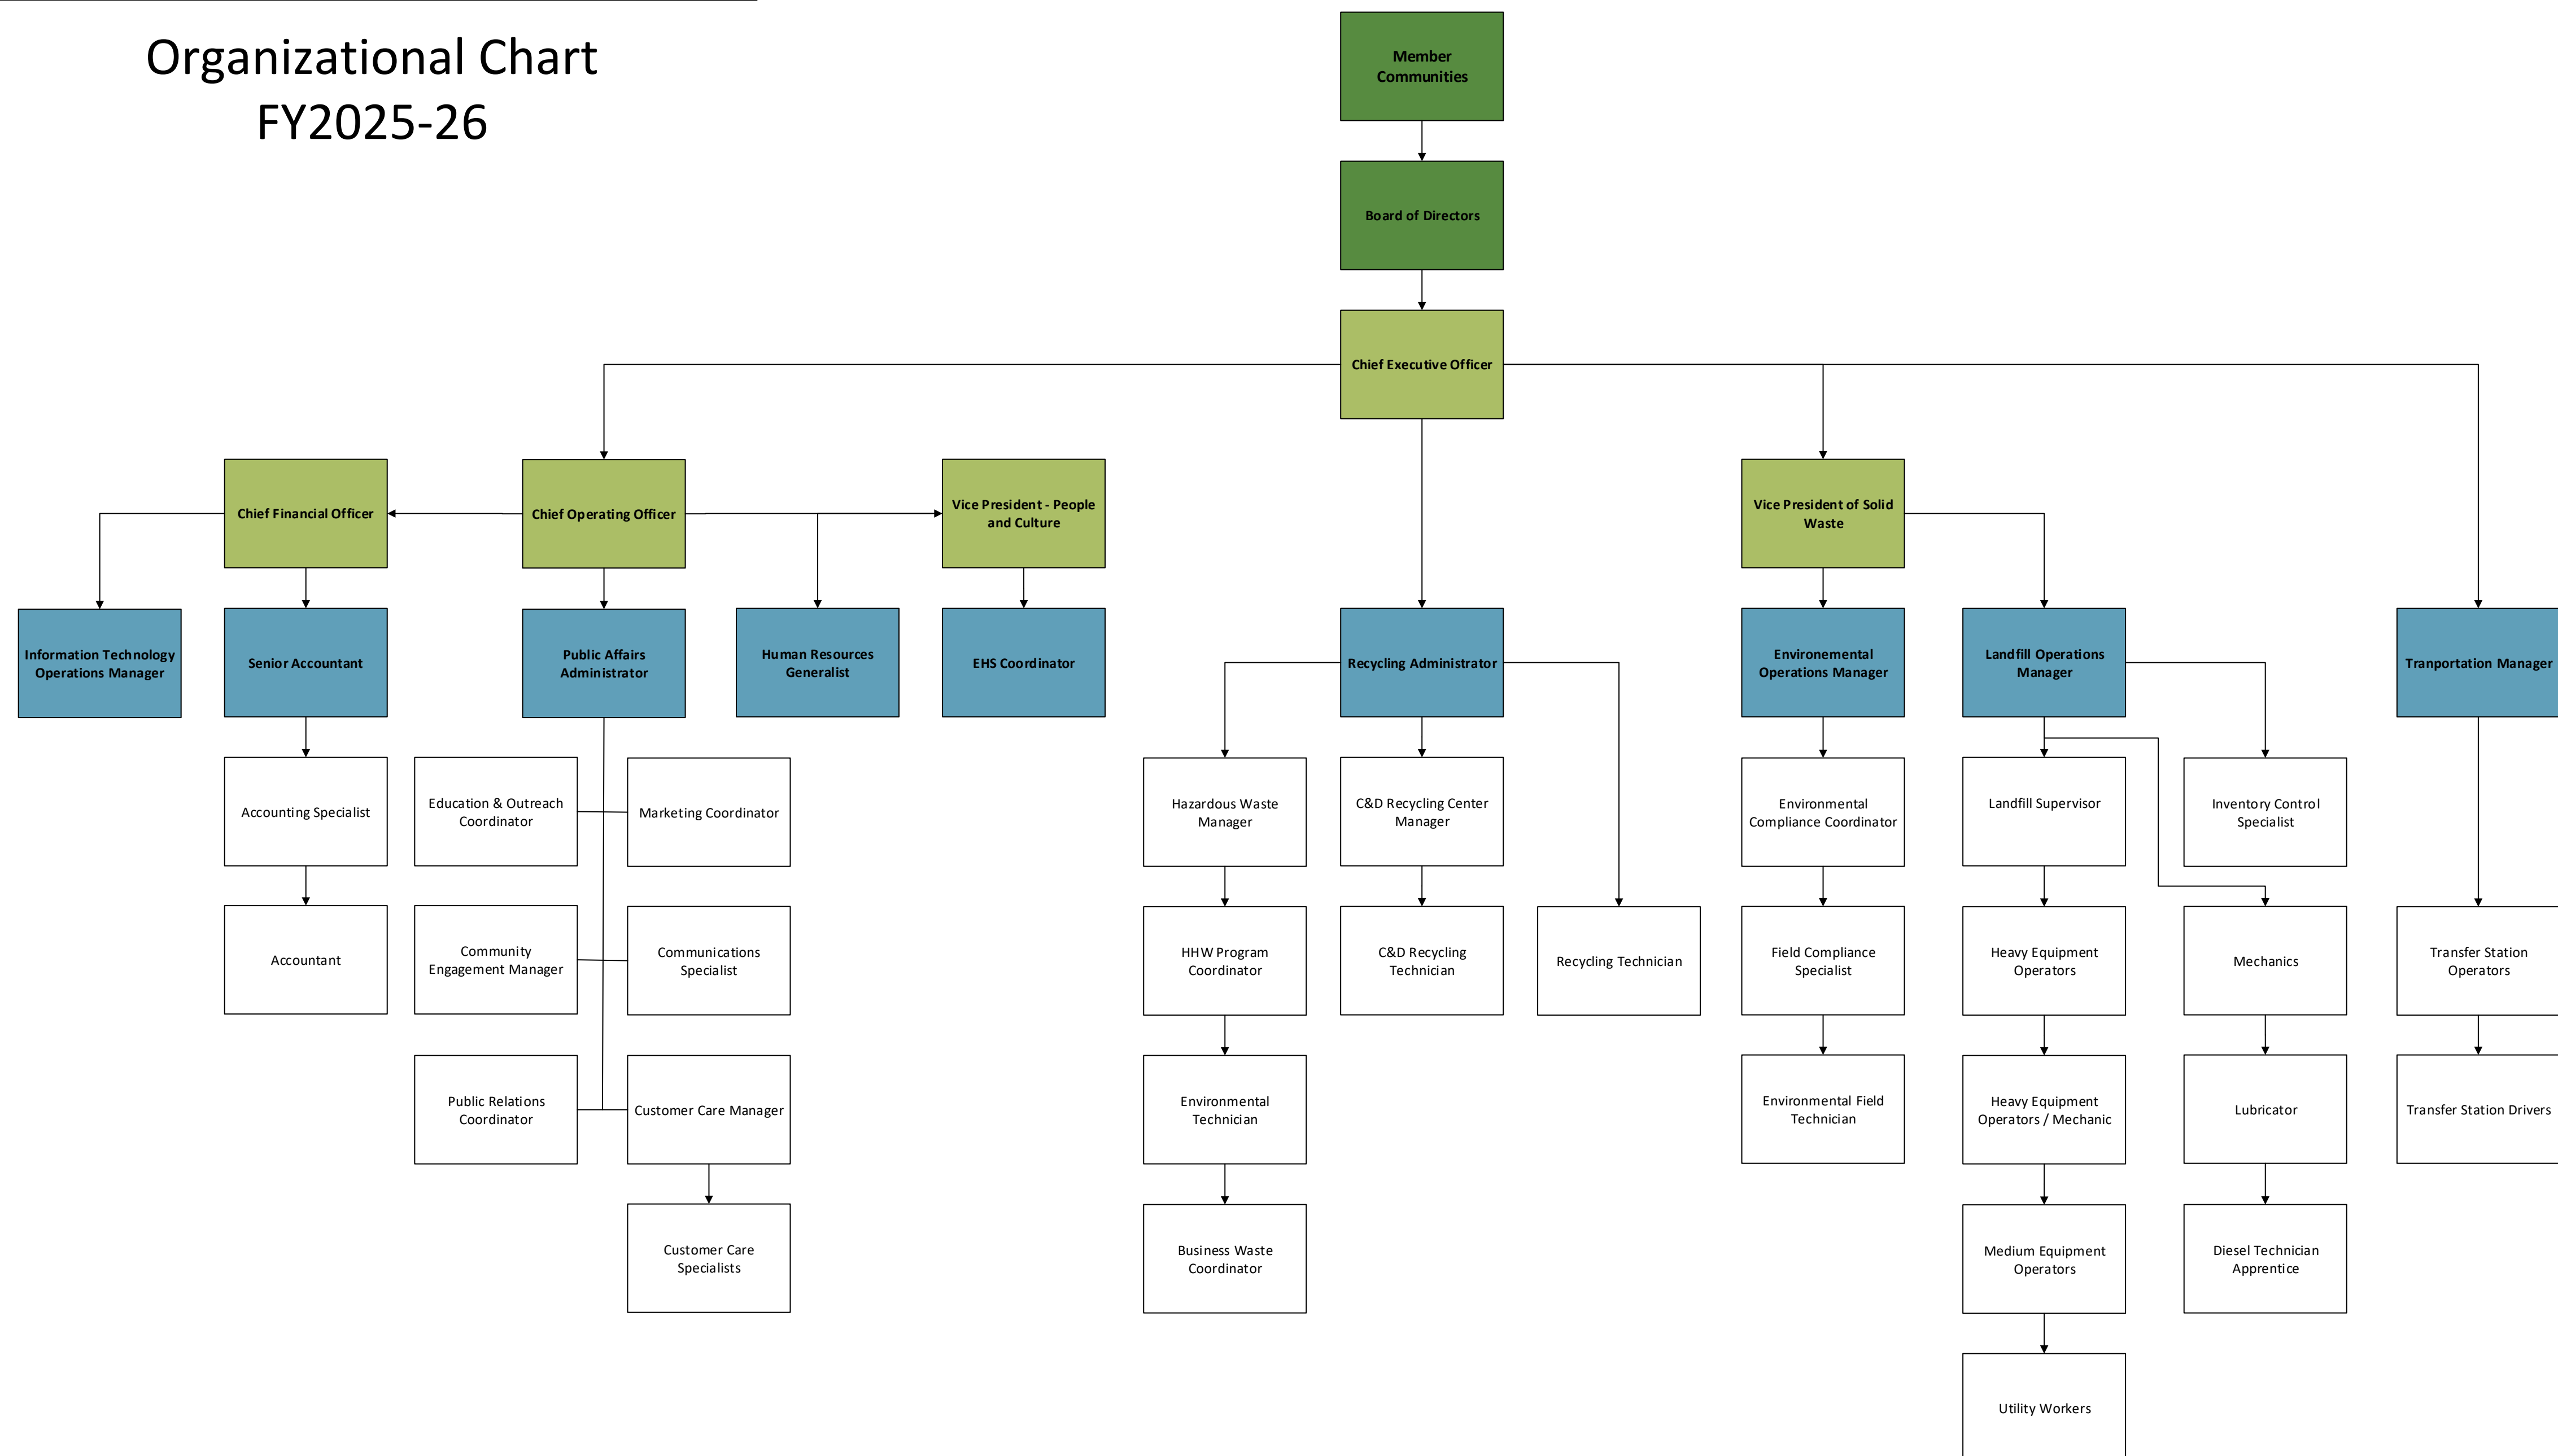 Organizational Chart
FY2025-26
Member
Communities
Board of Directors
Chief Executive Officer
Chief Financial Officer
Chief Operating Officer
Vice President - People
and Culture
Vice President of Solid
Waste
Information Technology
Operations Manager
Senior Accountant
Public Affairs
Administrator
Human Resources
Generalist
EHS Coordinator
Recycling Administrator
Environemental
Operations Manager
Landfill Operations
Manager
Tranportation Manager
Accounting Specialist
Education & Outreach
Coordinator
Marketing Coordinator
Hazardous Waste
Manager
C&D Recycling Center
Manager
Environmental
Compliance Coordinator
Landfill Supervisor
Inventory Control
Specialist
Accountant
Community
Engagement Manager
Communications
Specialist
HHW Program
Coordinator
C&D Recycling
Technician
Recycling Technician
Field Compliance
Specialist
Heavy Equipment
Operators
Mechanics
Transfer Station
Operators
Public Relations
Coordinator
Customer Care Manager
Environmental
Technician
Environmental Field
Technician
Heavy Equipment
Operators / Mechanic
Lubricator
Transfer Station Drivers
Customer Care
Specialists
Business Waste
Coordinator
Medium Equipment
Operators
Diesel Technician
Apprentice
Utility Workers